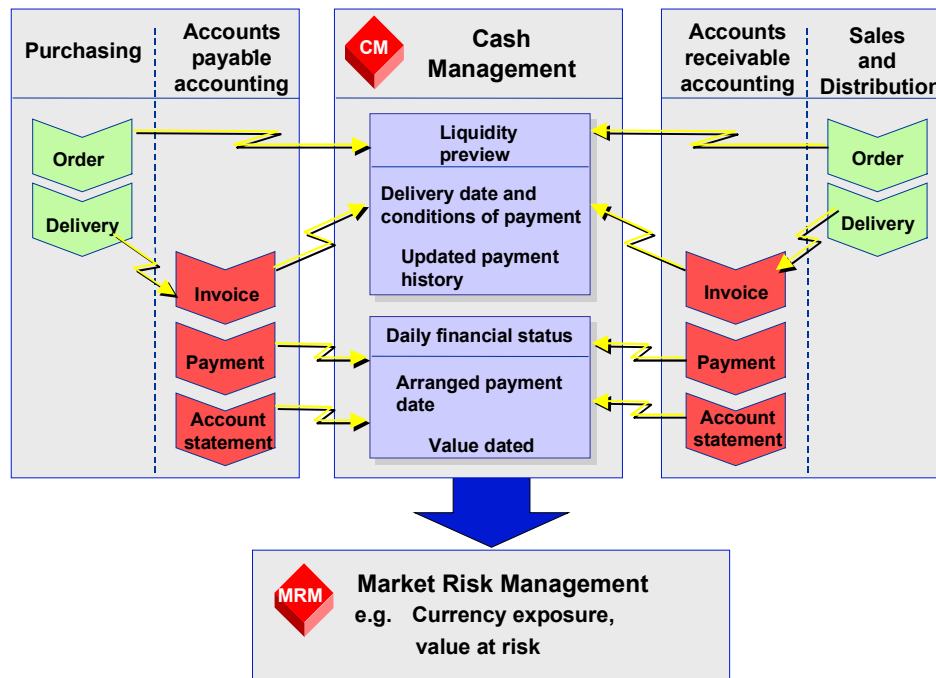 Purchasing
Accounts
payable
accounting
Order
Delivery
Invoice
Payment
Account
statement
CM
Cash
Management
Liquidity
preview
Delivery date and
conditions of payment
Updated payment
history
Daily financial status
Arranged payment
date
Value dated
Accounts
receivable
accounting
Sales
and
Distribution
Order
Delivery
Invoice
Payment
Account
statement
MRM
Market Risk Management
e.g. Currency exposure,
value at risk